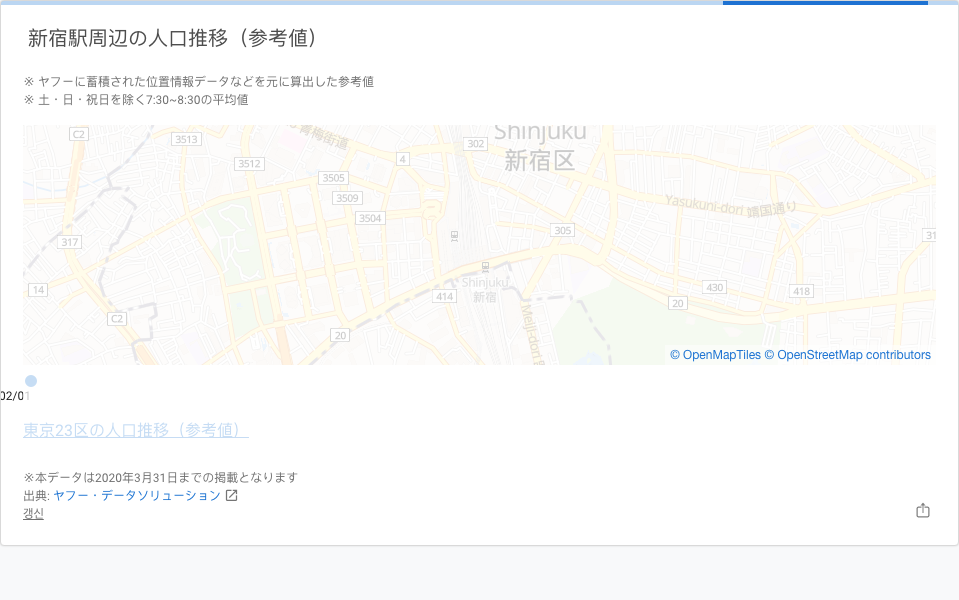 新宿駅周辺の人口推移（参考値）
※ ヤフーに蓄積された位置情報データなどを元に算出した参考値
※ 土・日・祝日を除く7:30~8:30の平均値
C2
3513
青梅街道
302
Shinjuku
新宿区
3512
4
3505
3509
3504
Yasukuni-dori 靖国通り
317
305
31
14
Shinjuku
新宿
414
430
418
20
C2
20
Meiji-dori
© OpenMapTiles © OpenStreetMap contributors
02/01
東京23区の人口推移（参考値）
※本データは2020年3月31日までの掲載となります
出典: ヤフー・データソリューション
갱신